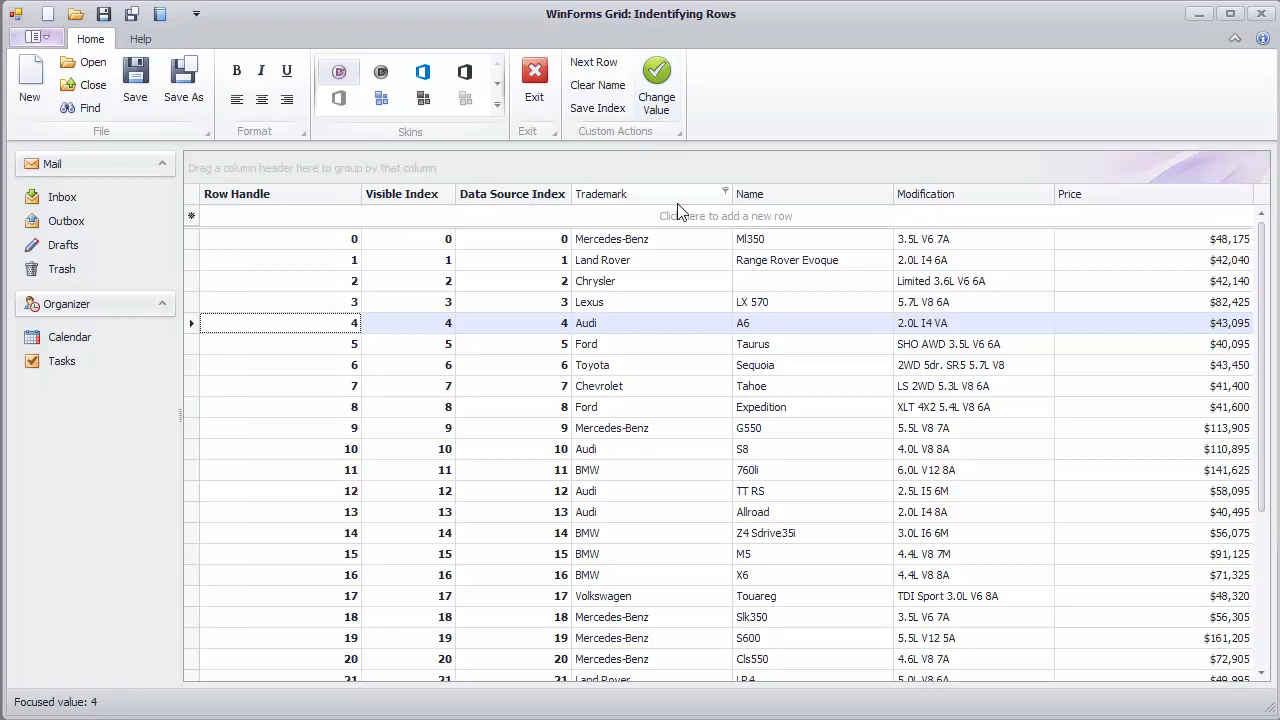 WinForms Grid: Indentifying Rows
Home
Help
New
Open
Close
Find
Save
Save As
File
B I U
Format
Skins
Exit
Exit
Next Row
Clear Name
Save Index
Change Value
Custom Actions
Mail
Inbox
Outbox
Drafts
Trash
Organizer
Calendar
Tasks
Drag a column header here to group by that column
Row Handle Visible Index Data Source Index Trademark Name Modification Price
Click here to add a new row
0 0 0 Mercedes-Benz Ml350 3.5L V6 7A $48,175
1 1 1 Land Rover Range Rover Evoque 2.0L I4 6A $42,040
2 2 2 Chrysler Limited 3.6L V6 6A $42,140
3 3 3 Lexus LX 570 5.7L V8 6A $82,425
4 4 4 Audi A6 2.0L I4 VA $43,095
5 5 5 Ford Taurus SHO AWD 3.5L V6 6A $40,095
6 6 6 Toyota Sequoia 2WD 5dr. SR5 5.7L V8 $43,450
7 7 7 Chevrolet Tahoe LS 2WD 5.3L V8 6A $41,400
8 8 8 Ford Expedition XLT 4X2 5.4L V8 6A $41,600
9 9 9 Mercedes-Benz G550 5.5L V8 7A $113,905
10 10 10 Audi S8 4.0L V8 8A $110,895
11 11 11 BMW 760li 6.0L V12 8A $141,625
12 12 12 Audi TT RS 2.5L I5 6M $58,095
13 13 13 Audi Allroad 2.0L I4 8A $40,495
14 14 14 BMW Z4 Sdrive35i 3.0L I6 6M $56,075
15 15 15 BMW M5 4.4L V8 7M $91,125
16 16 16 BMW X6 4.4L V8 8A $71,325
17 17 17 Volkswagen Touareg TDI Sport 3.0L V6 8A $48,320
18 18 18 Mercedes-Benz Slk350 3.5L V6 7A $56,305
19 19 19 Mercedes-Benz S600 5.5L V12 5A $161,205
20 20 20 Mercedes-Benz Cls550 4.6L V8 7A $72,905
21 21 21 Land Rover LR4 5.0L V8 6A $49,995
Focused value: 4